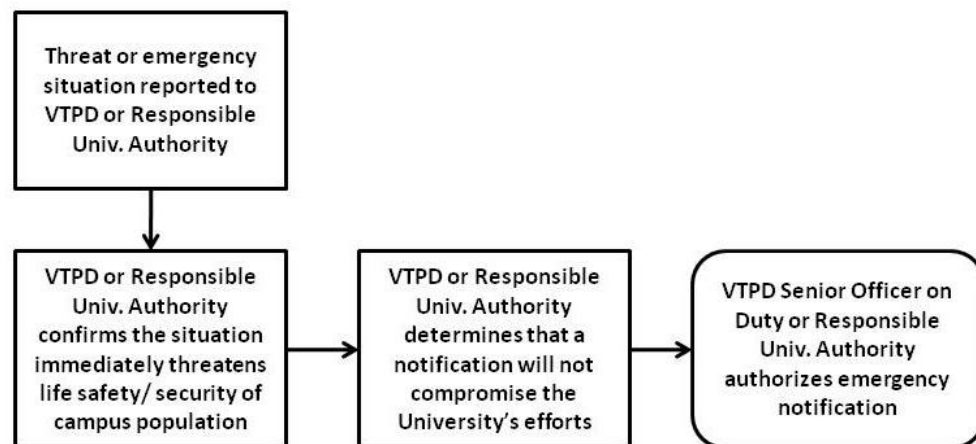 Threat or emergency
situation reported to
VTPD or Responsible
Univ. Authority
VTPD or Responsible
Univ. Authority
confirms the situation
immediately threatens
life safety/ security of
campus population
VTPD or Responsible
Univ. Authority
determines that a
notification will not
compromise the
University’s efforts
VTPD Senior Officer on
Duty or Responsible
Univ. Authority
authorizes emergency
notification